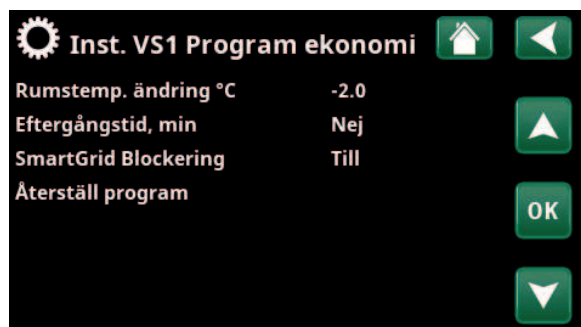 Inst. VS1 Program ekonomi
Rumstemp. ändring °C -2.0
Eftergångstid, min Nej
SmartGrid Blockering Till
Återställ program
OK